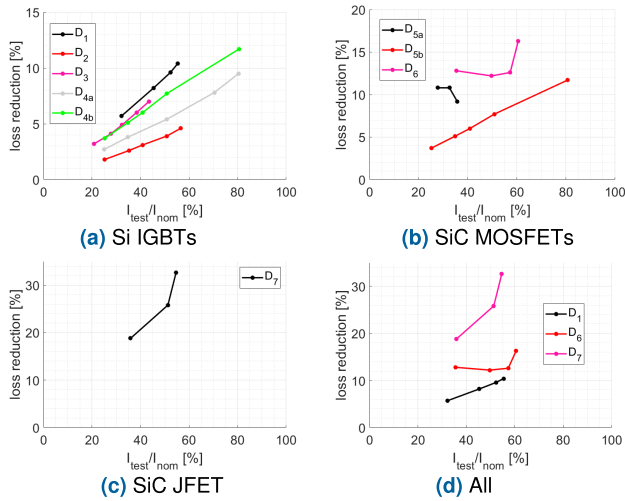 loss reduction [%]
15
10
5
0
D1
D2
D3
D4a
D4b
0 20 40 60 80 100
Itest/Inom [%]
(a) Si IGBTs
loss reduction [%]
20
15
10
5
0
D5a
D5b
D6
0 20 40 60 80 100
Itest/Inom [%]
(b) SiC MOSFETs
loss reduction [%]
30
20
10
0
D7
0 20 40 60 80 100
Itest/Inom [%]
(c) SiC JFET
loss reduction [%]
30
20
10
0
D1
D6
D7
0 20 40 60 80 100
Itest/Inom [%]
(d) All